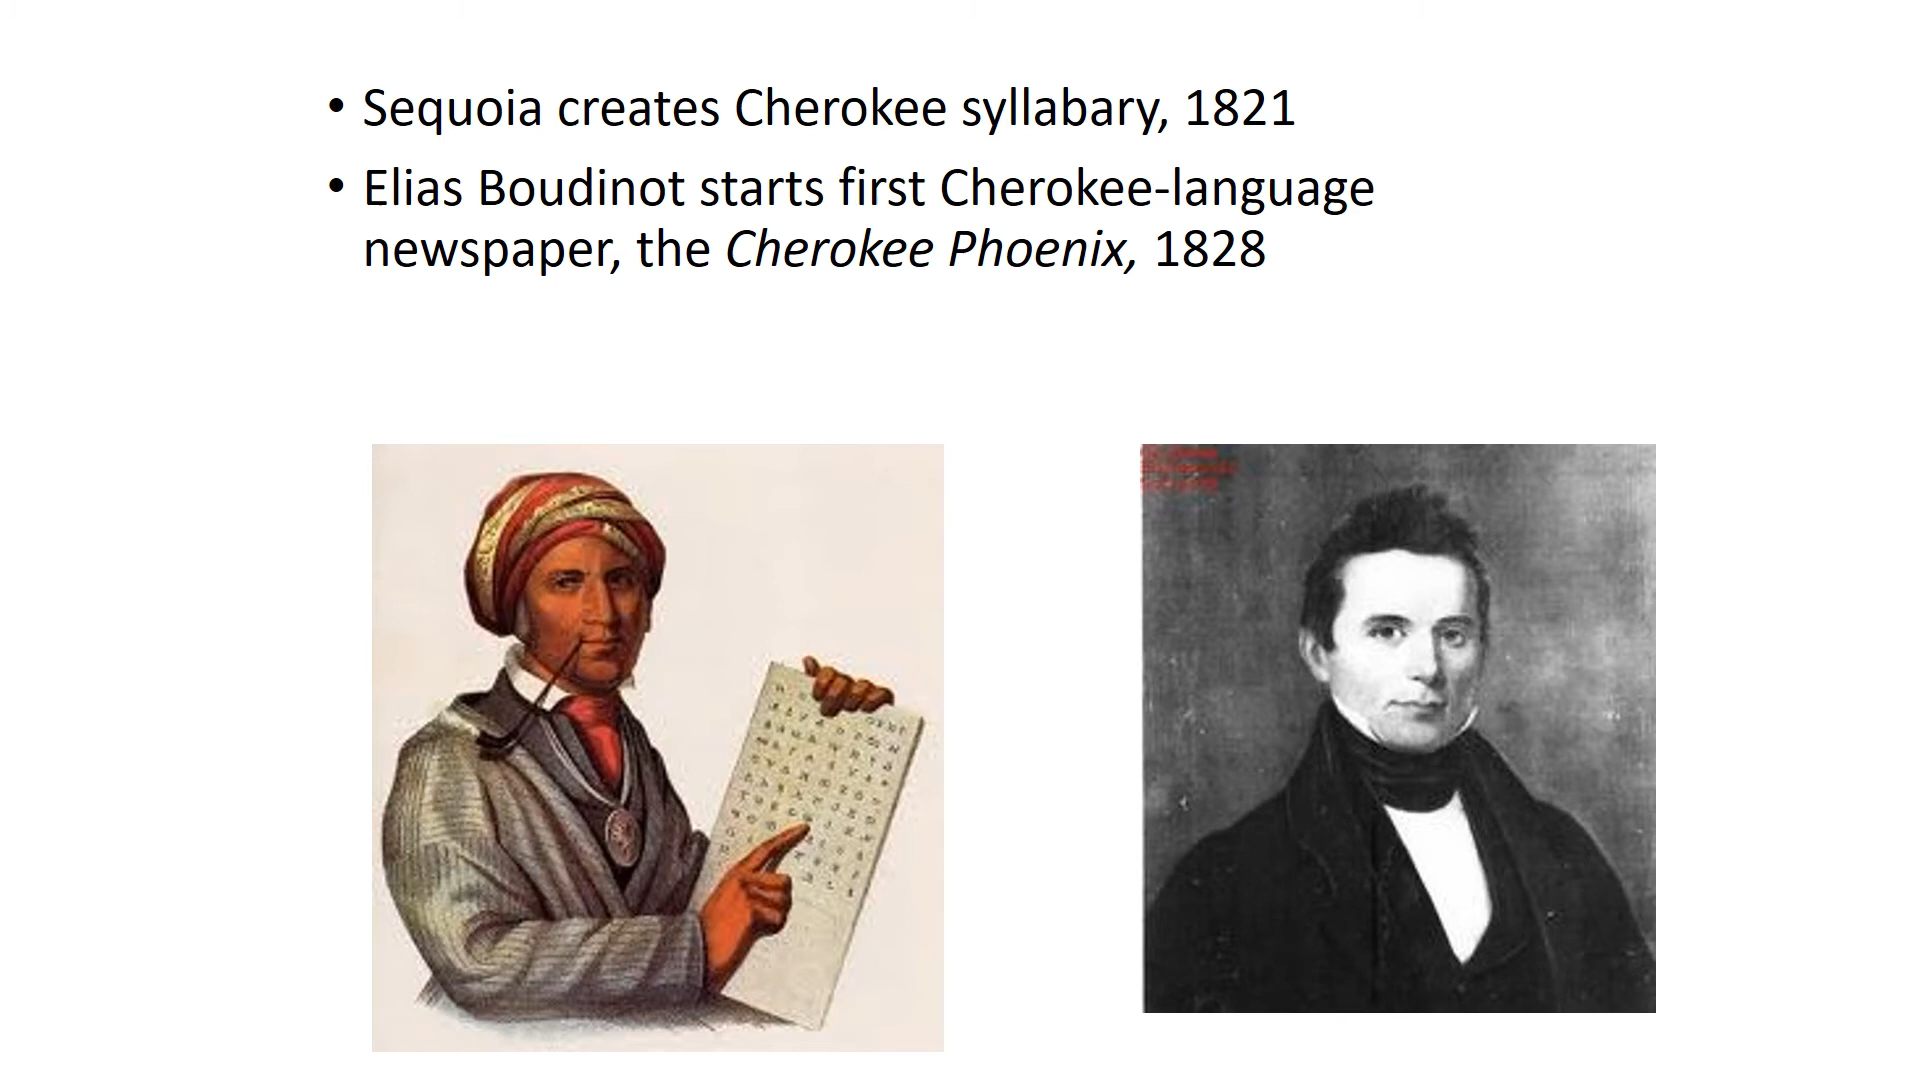 • Sequoia creates Cherokee syllabary, 1821
• Elias Boudinot starts first Cherokee-language
newspaper, the Cherokee Phoenix, 1828